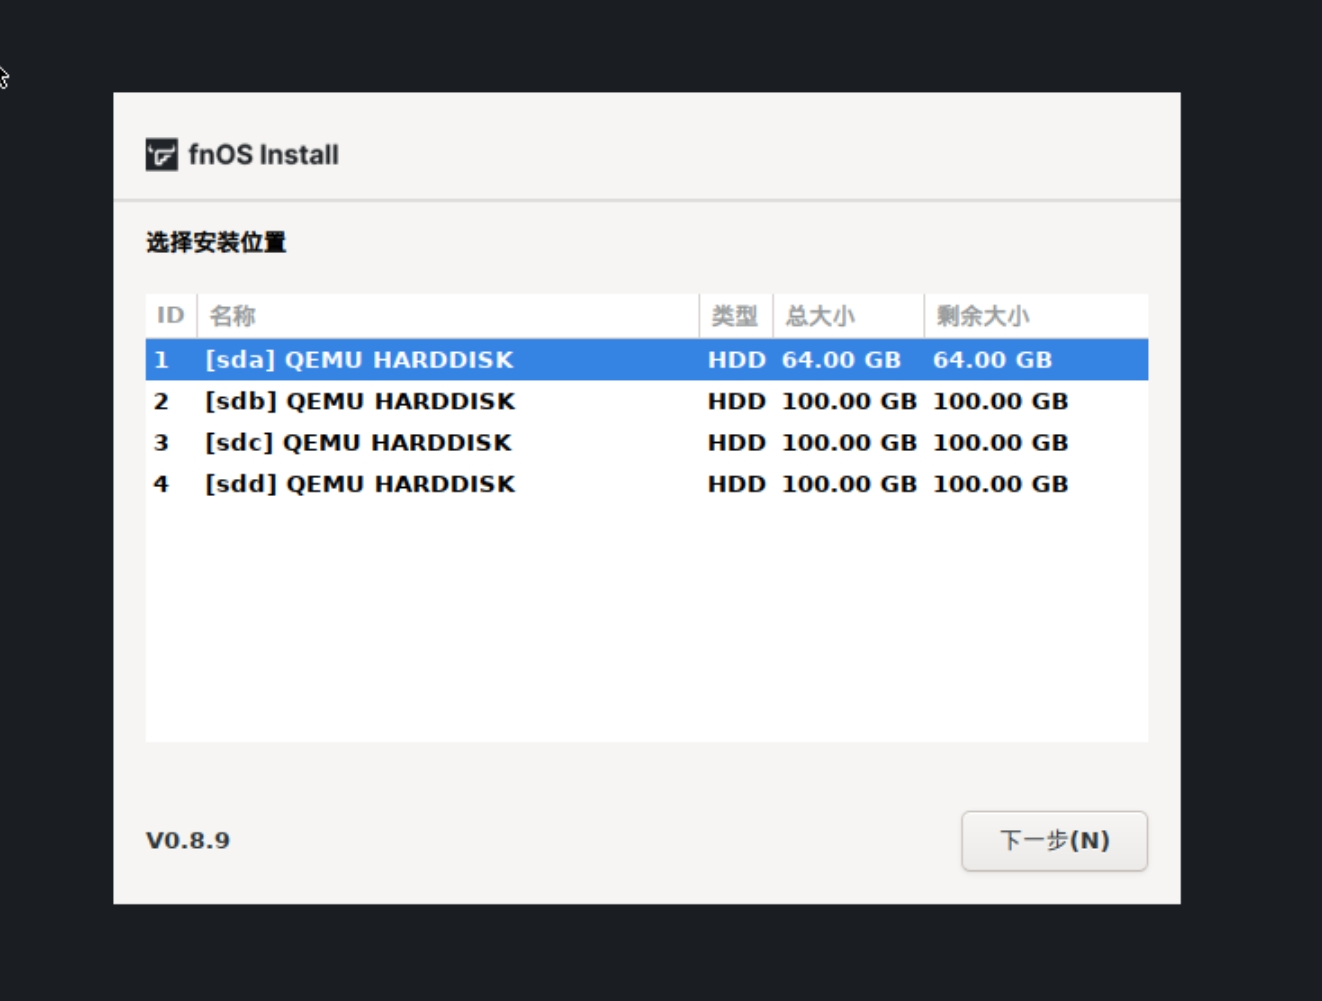 fnOS Install
选择安装位置
ID 名称 类型 总大小 剩余大小
1 [sda] QEMU HARDDISK HDD 64.00 GB 64.00 GB
2 [sdb] QEMU HARDDISK HDD 100.00 GB 100.00 GB
3 [sdc] QEMU HARDDISK HDD 100.00 GB 100.00 GB
4 [sdd] QEMU HARDDISK HDD 100.00 GB 100.00 GB
V0.8.9 下一步(N)